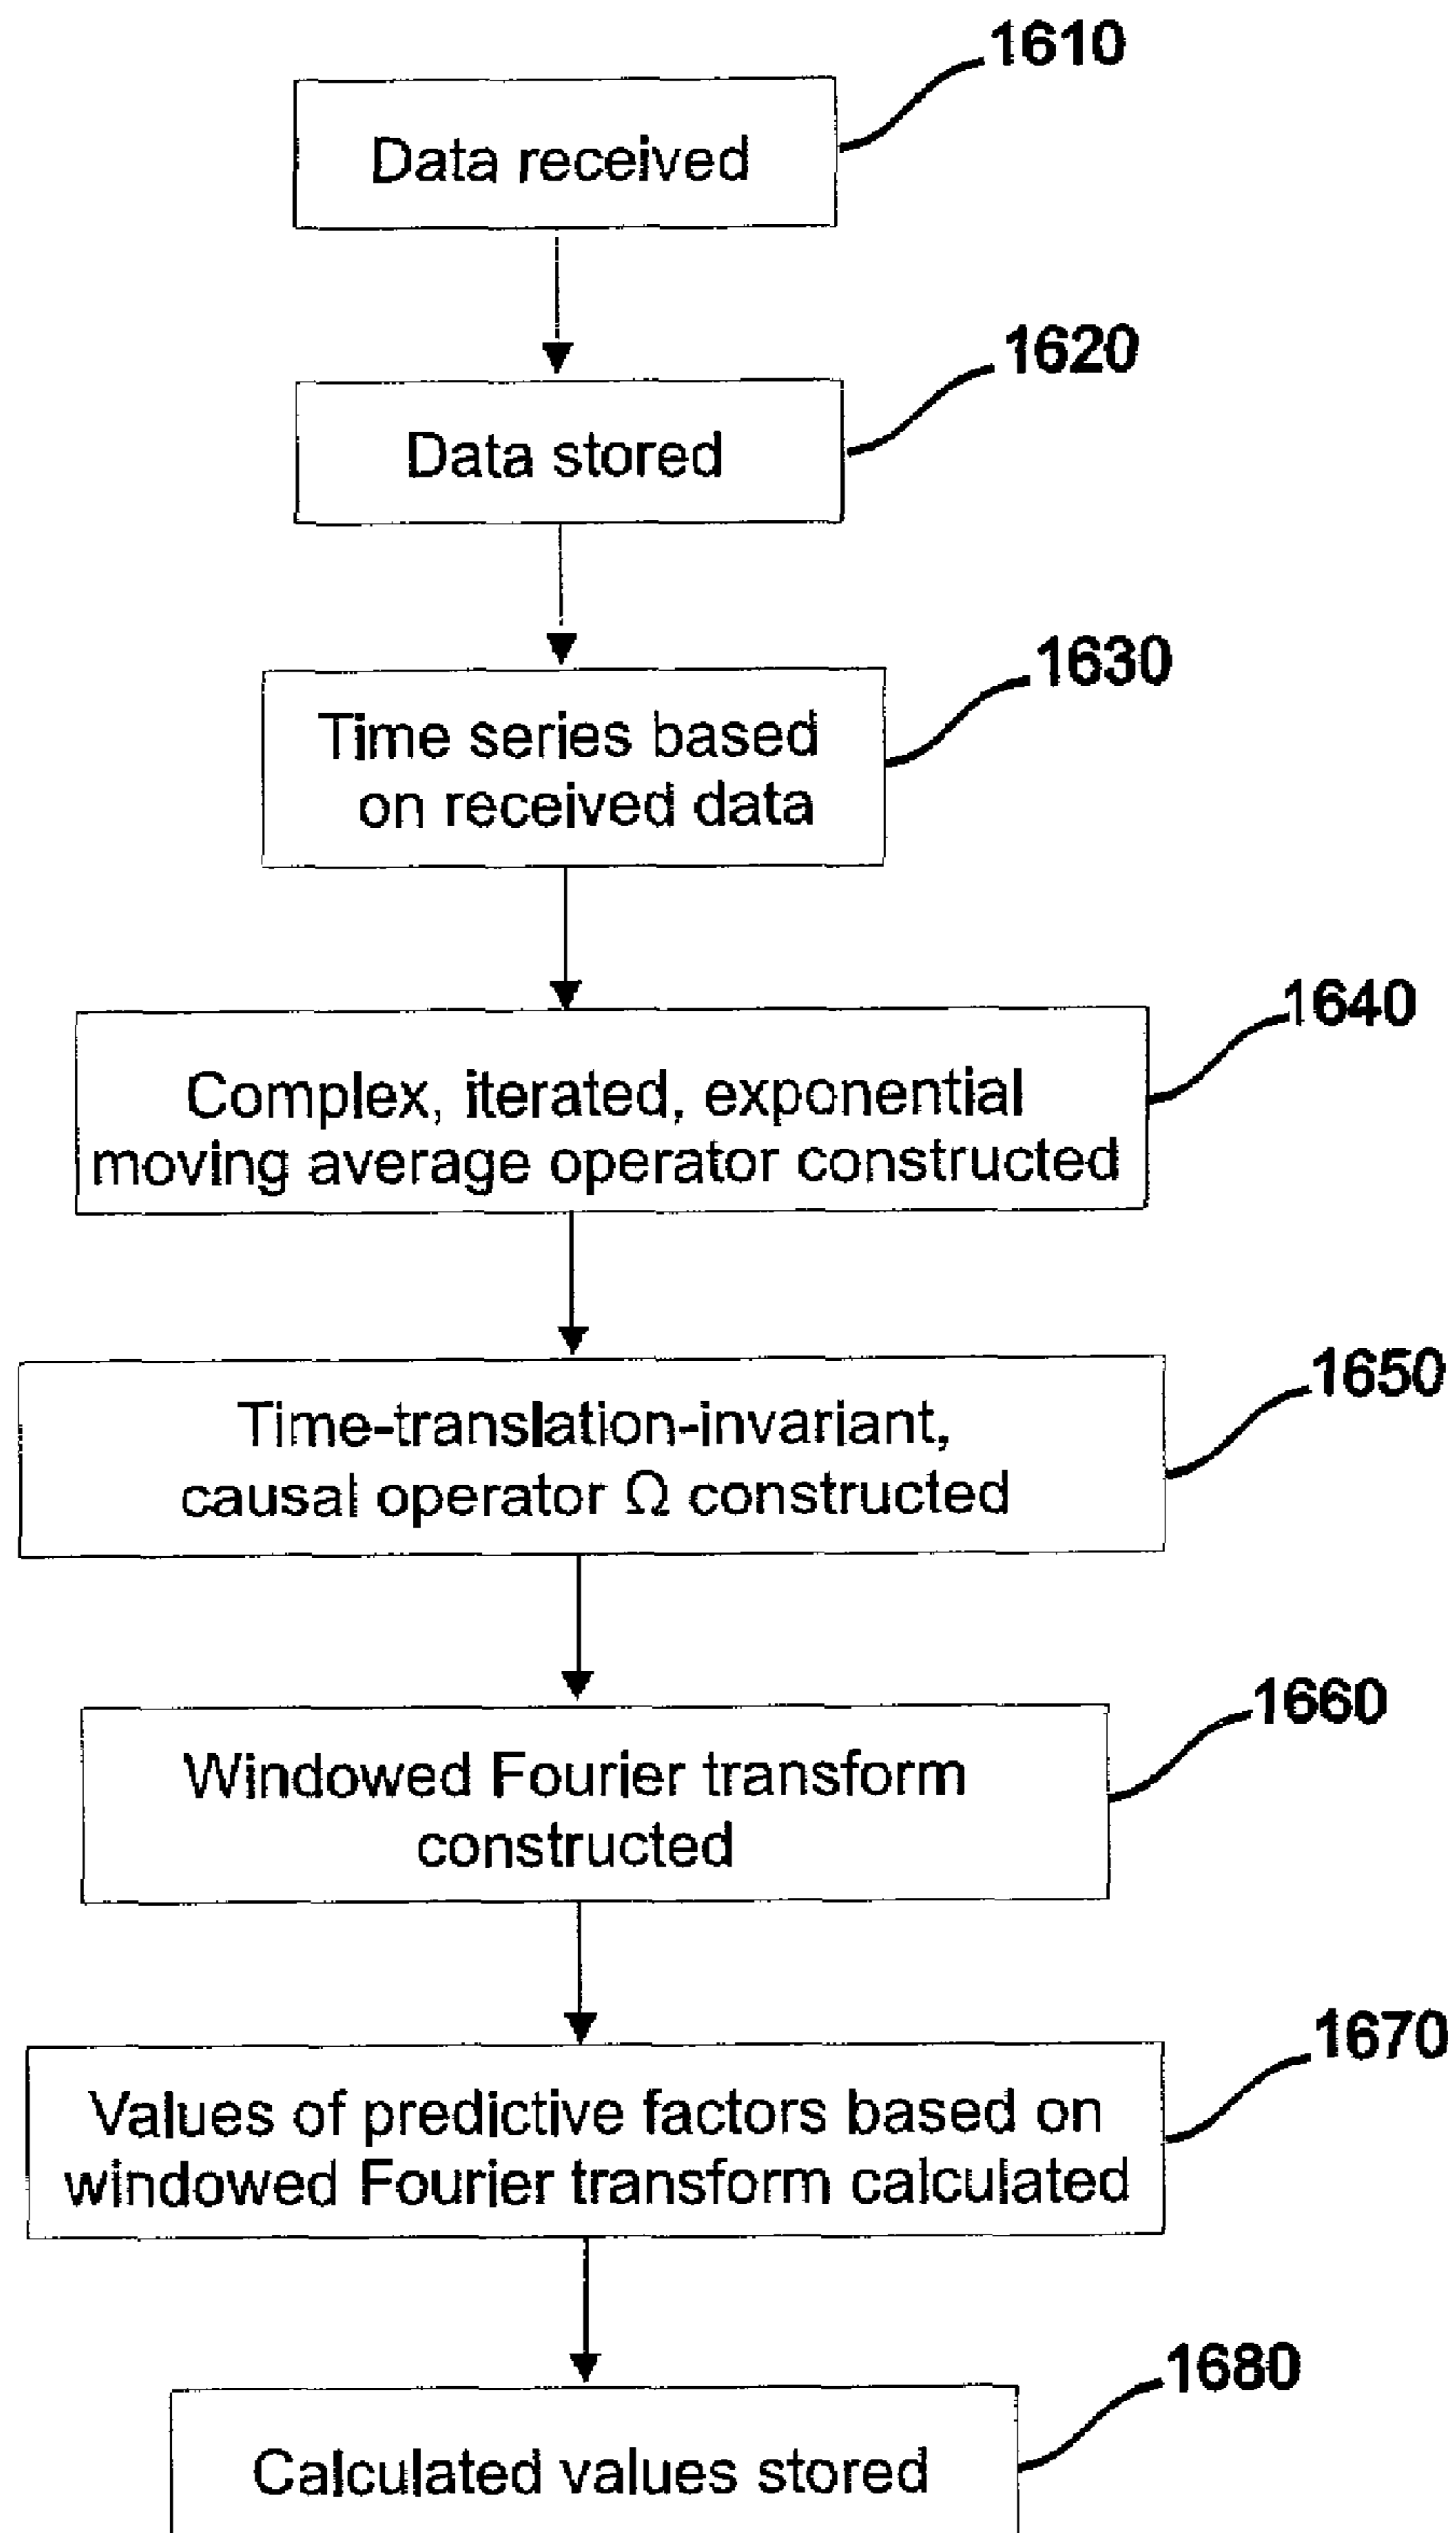 1610
Data received
1620
Data stored
1630
Time series based
on received data
1640
Complex, iterated, exponential
moving average operator constructed
1650
Time-translation-invariant,
causal operator Ω constructed
1660
Windowed Fourier transform
constructed
1670
Values of predictive factors based on
windowed Fourier transform calculated
1680
Calculated values stored